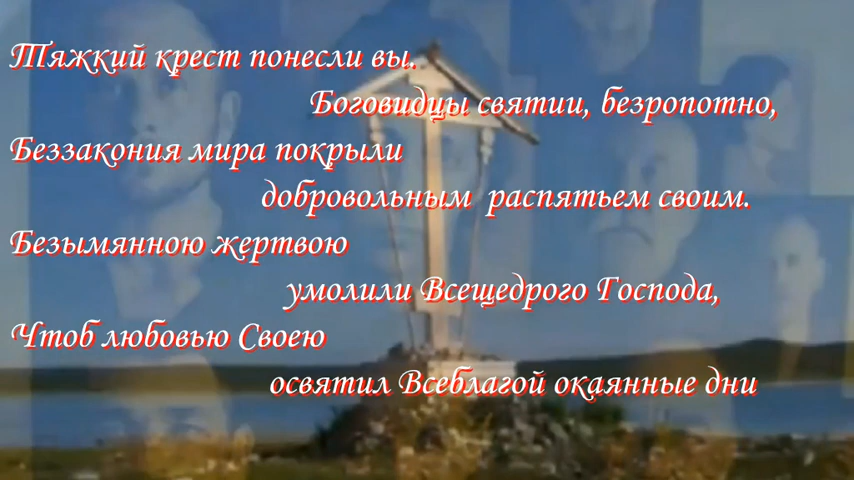 Тяжкий крест понесли вы.
Боговидцы святии, безропотно,
Беззакония мира покрыли
добровольным распятьем своим.
Безымянною жертвою
умолили Всещедрого Господа,
Чтоб любовью Своею
освятил Всеблагой окаянные дни